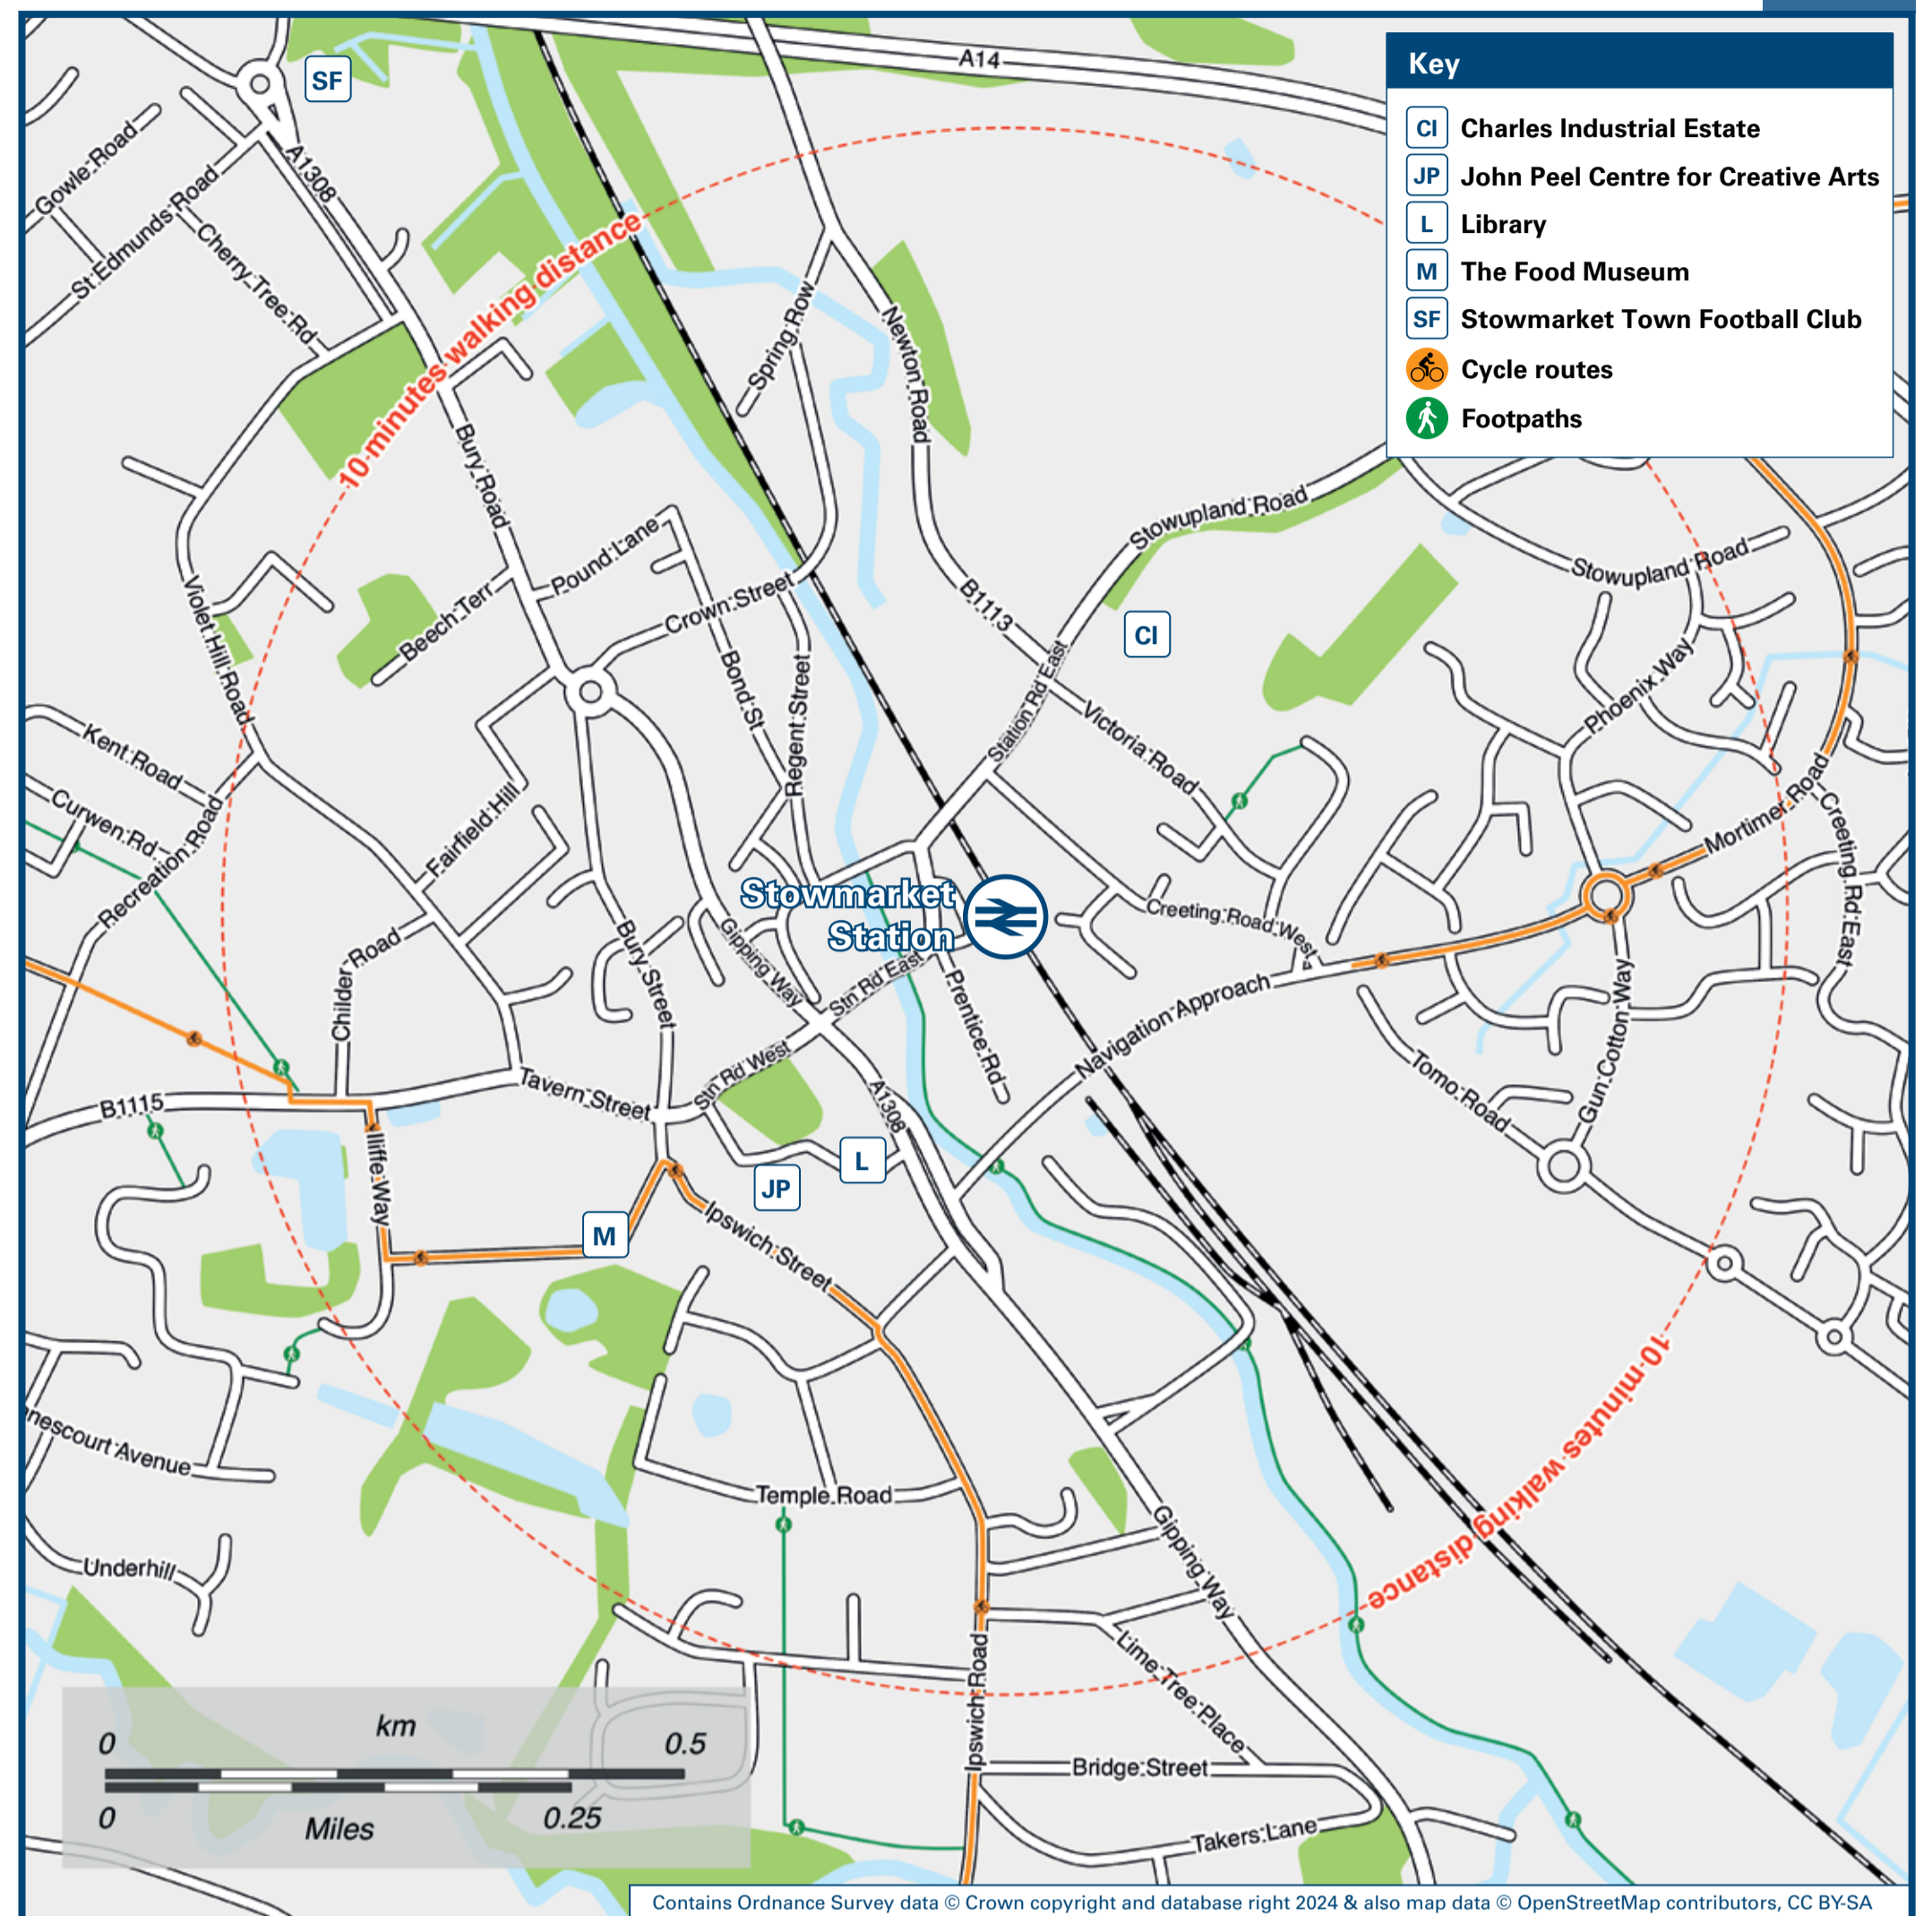 Key
CI Charles Industrial Estate
JP John Peel Centre for Creative Arts
L Library
M The Food Museum
SF Stowmarket Town Football Club
Cycle routes
Footpaths
A14
SF
A1308
Gowle Road
St Edmunds Road
Cherry Tree Rd
10 minutes walking distance
Spring Row
Newton Road
Bury Road
Stowupland Road
Stowupland Road
Pound Lane
Beech Terr
Crown Street
B1113
CI
Violet Hill Road
Bond St
Regent Street
Station Rd East
Victoria Road
Phoenix Way
Kent Road
Curwen Rd
Recreation Road
Fairfield Hill
Mortimer Road
Creeting Rd East
Stowmarket
Station
Creeting Road West
Childer Road
Bury Street
Gipping Way
Stn Rd East
Prentice Rd
Navigation Approach
Gun Cotton Way
Tomo Road
B1115
Tavern Street
Stn Rd West
A1308
Iliffe Way
L
JP
M
Ipswich Street
10 minutes walking distance
nescourt Avenue
Temple Road
Gipping Way
Underhill
Ipswich Road
Lime Tree Place
Bridge Street
Takers Lane
km
0 0.5
0 0.25
Miles
Contains Ordnance Survey data © Crown copyright and database right 2024 & also map data © OpenStreetMap contributors, CC BY-SA